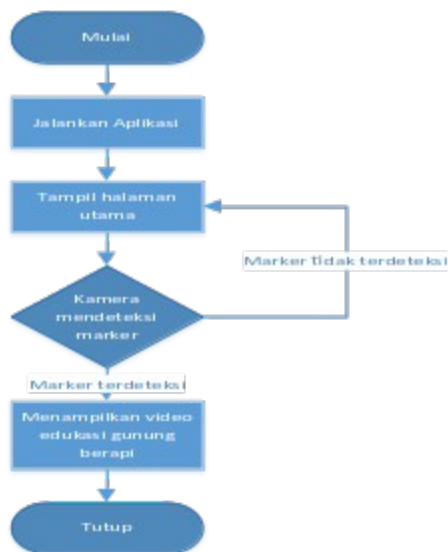 Mulai
Jalankan Aplikasi
Tampil halaman
utama
Marker tidak terdeteksi
Kamera
mendeteksi
marker
Marker terdeteksi
Menampilkan video
edukasi gunung
berapi
Tutup